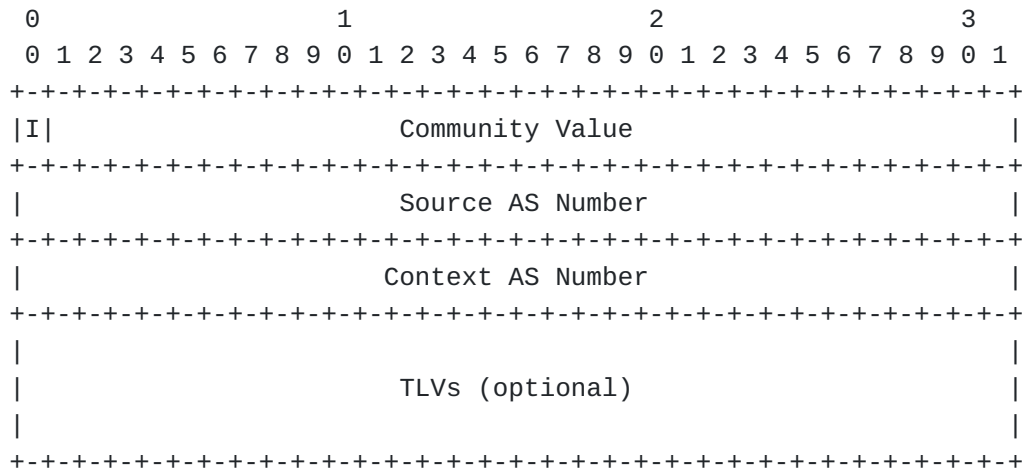 0                   1                   2                   3
 0 1 2 3 4 5 6 7 8 9 0 1 2 3 4 5 6 7 8 9 0 1 2 3 4 5 6 7 8 9 0 1
+-+-+-+-+-+-+-+-+-+-+-+-+-+-+-+-+-+-+-+-+-+-+-+-+-+-+-+-+-+-+-+-+
|I|                      Community Value                        |
+-+-+-+-+-+-+-+-+-+-+-+-+-+-+-+-+-+-+-+-+-+-+-+-+-+-+-+-+-+-+-+-+
|                        Source AS Number                       |
+-+-+-+-+-+-+-+-+-+-+-+-+-+-+-+-+-+-+-+-+-+-+-+-+-+-+-+-+-+-+-+-+
|                       Context AS Number                       |
+-+-+-+-+-+-+-+-+-+-+-+-+-+-+-+-+-+-+-+-+-+-+-+-+-+-+-+-+-+-+-+-+
|                                                               |
|                        TLVs (optional)                        |
|                                                               |
+-+-+-+-+-+-+-+-+-+-+-+-+-+-+-+-+-+-+-+-+-+-+-+-+-+-+-+-+-+-+-+-+